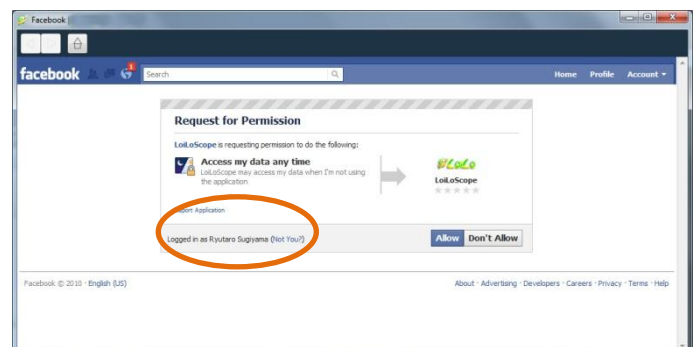 Facebook
facebook
1
Search
Home Profile Account
Request for Permission
LoiLoScope is requesting permission to do the following:
Access my data any time
LoiLoScope may access my data when I'm not using
the application
LoiLo
LoiLoScope
Application
Logged in as Ryutaro Sugiyama (Not You?)
Allow Don't Allow
Facebook © 2010 · English (US)
About · Advertising · Developers · Careers · Privacy · Terms · Help